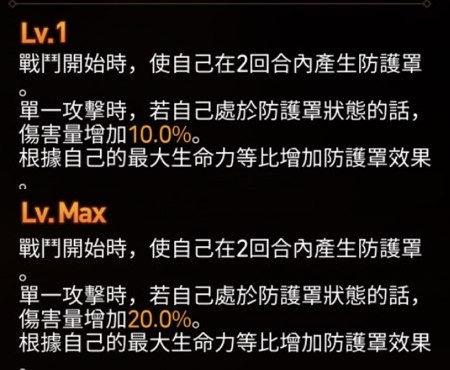 Lv.1
戰鬥開始時，使自己在2回合內產生防護罩
。
單一攻擊時，若自己處於防護罩狀態的話，
傷害量增加10.0%。
根據自己的最大生命力等比增加防護罩效果
。
Lv. Max
戰鬥開始時，使自己在2回合內產生防護罩
。
單一攻擊時，若自己處於防護罩狀態的話，
傷害量增加20.0%。
根據自己的最大生命力等比增加防護罩效果
。